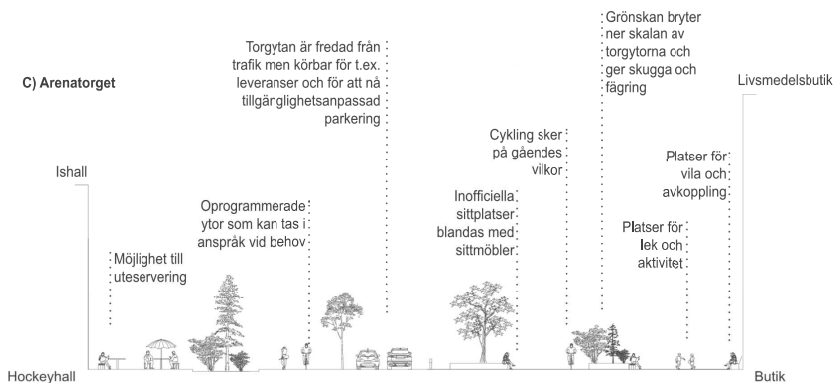 C) Arenatorget
Ishall
Möjlighet till
uteservering
Oprogrammerade
ytor som kan tas i
anspråk vid behov
Torgytan är fredad från
trafik men körbar för t.ex.
leveranser och för att nå
tillgänglighetsanpassad
parkering
Inofficiella
sittplatser
blandas med
sittmöbler
Cykling sker
på gåendes
vilkor
Grönskan bryter
ner skalan av
torgytorna och
ger skugga och
fägring
Platser för
lek och
aktivitet
Platser för
vila och
avkoppling
Livsmedelsbutik
Hockeyhall
Butik